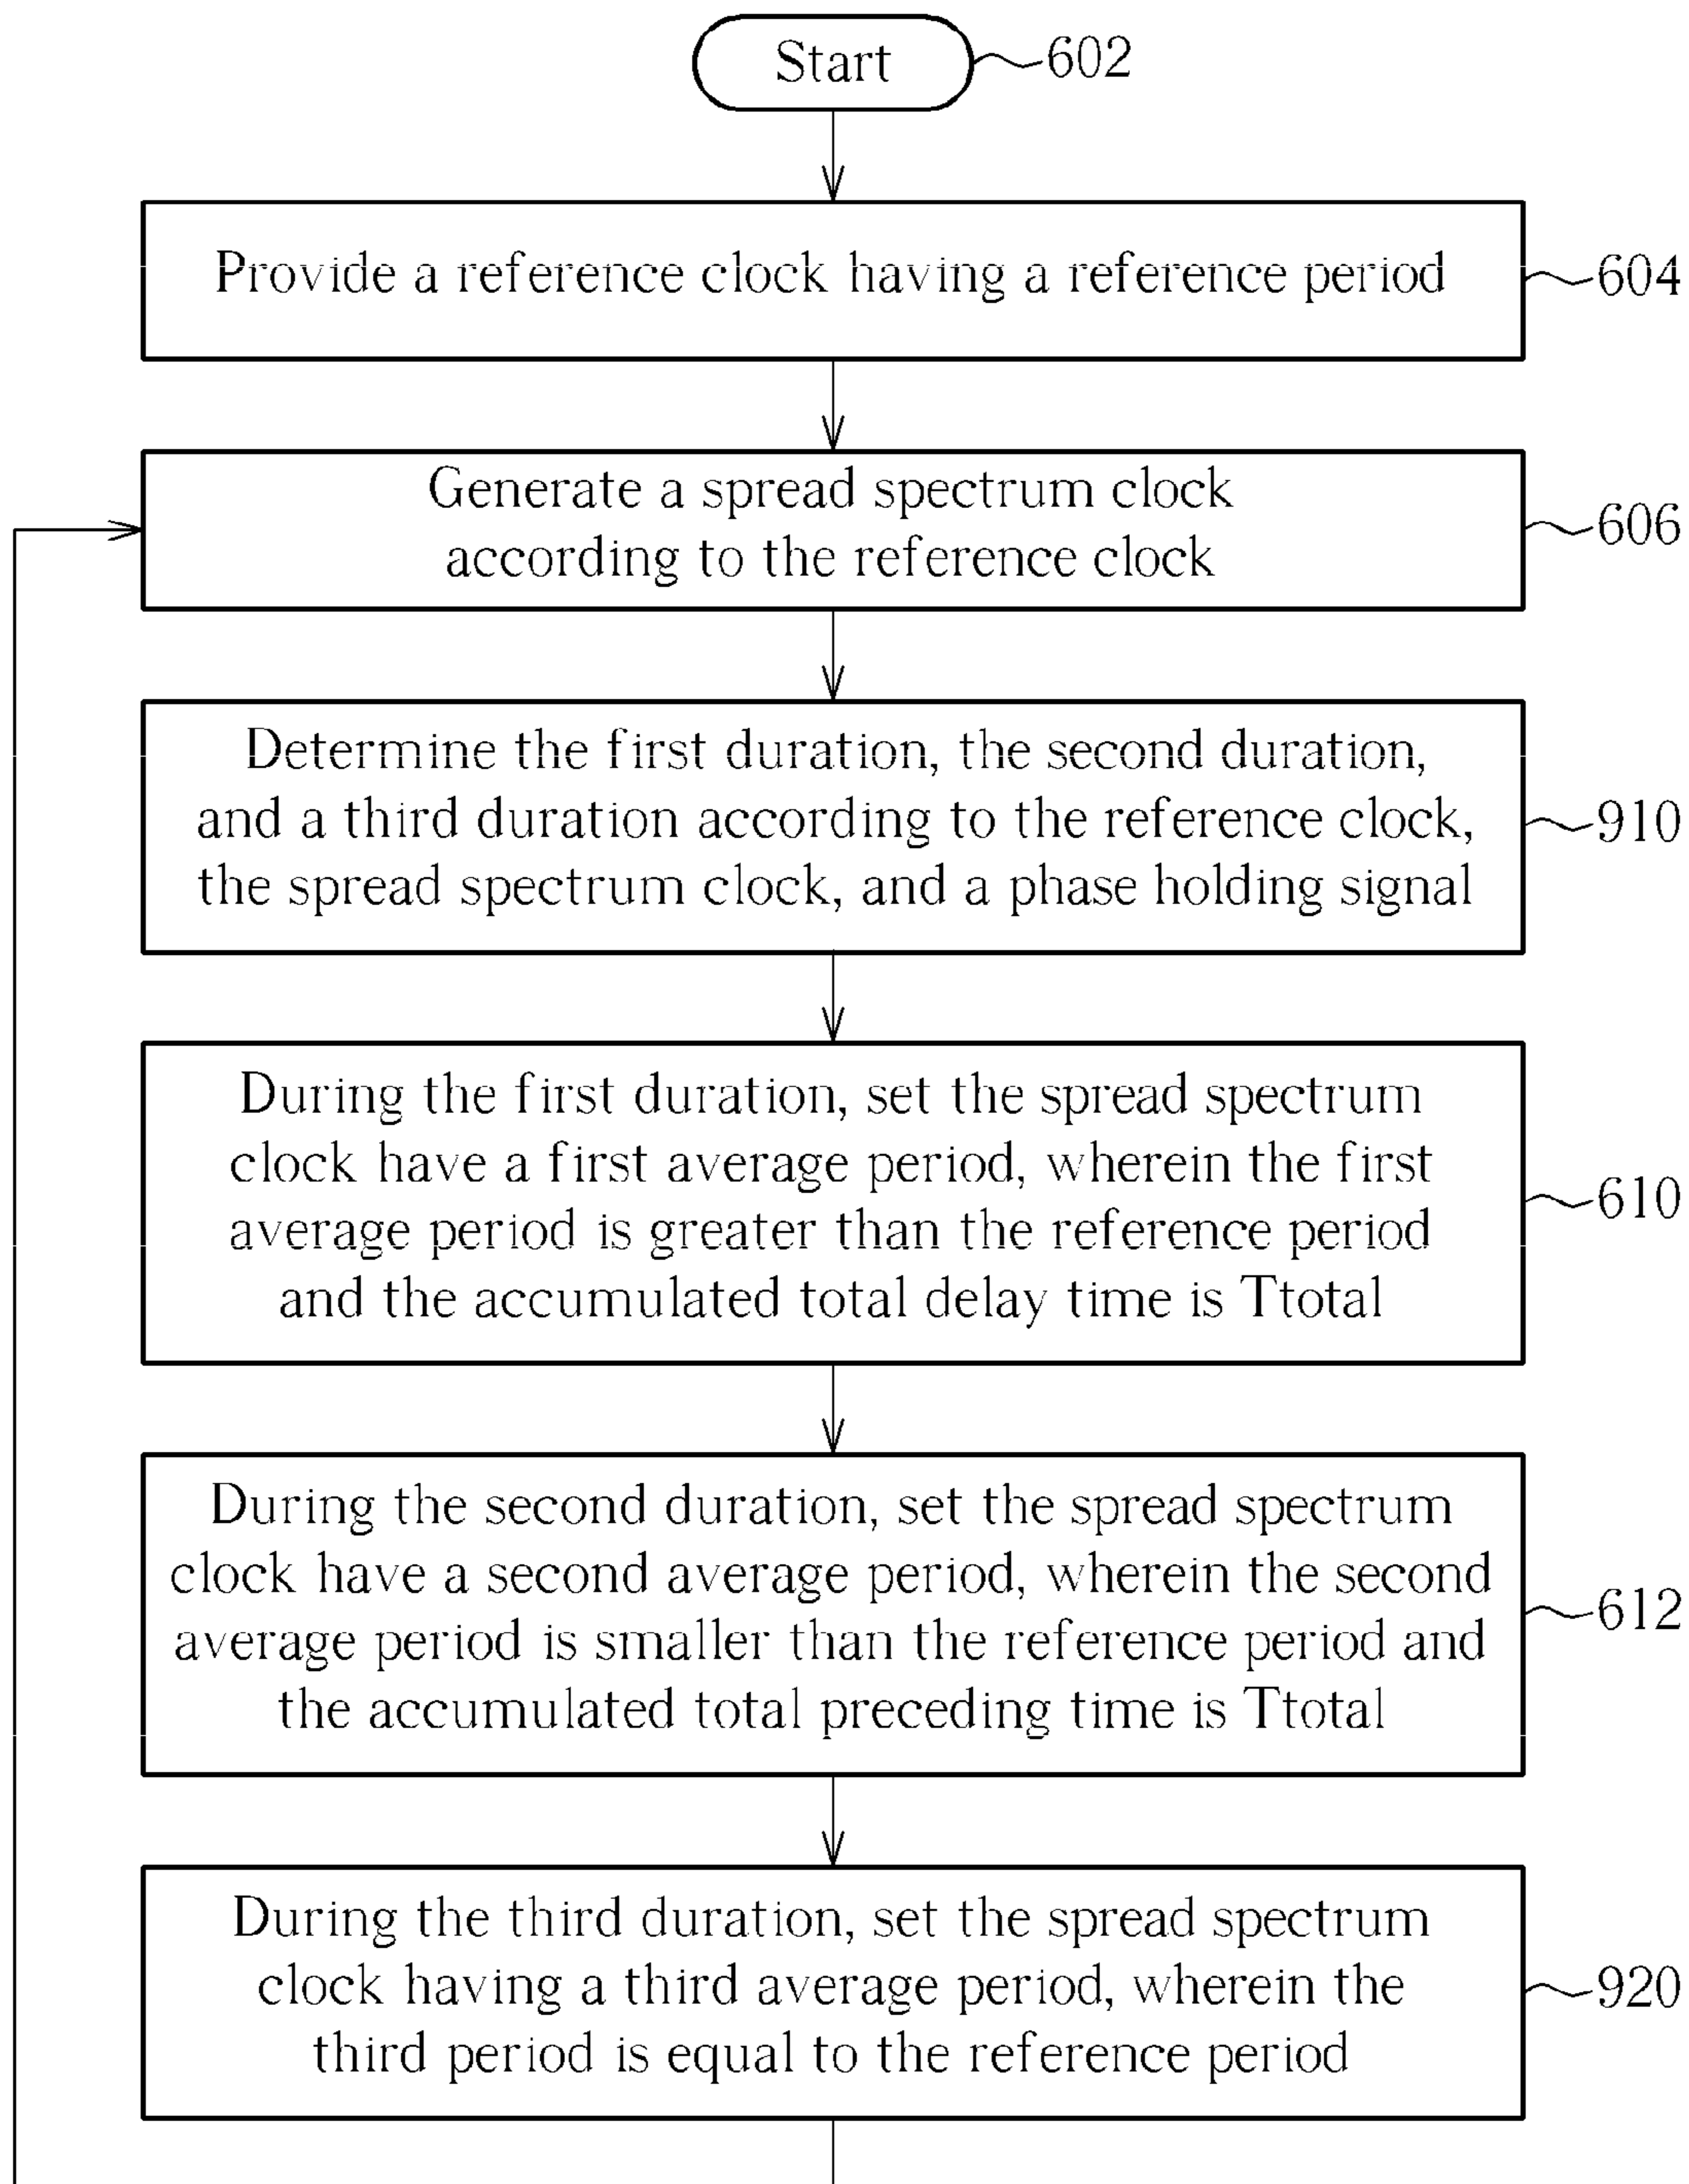 Start
602
Provide a reference clock having a reference period
604
Generate a spread spectrum clock
according to the reference clock
606
Determine the first duration, the second duration,
and a third duration according to the reference clock,
the spread spectrum clock, and a phase holding signal
910
During the first duration, set the spread spectrum
clock have a first average period, wherein the first
average period is greater than the reference period
and the accumulated total delay time is Ttotal
610
During the second duration, set the spread spectrum
clock have a second average period, wherein the second
average period is smaller than the reference period and
the accumulated total preceding time is Ttotal
612
During the third duration, set the spread spectrum
clock having a third average period, wherein the
third period is equal to the reference period
920